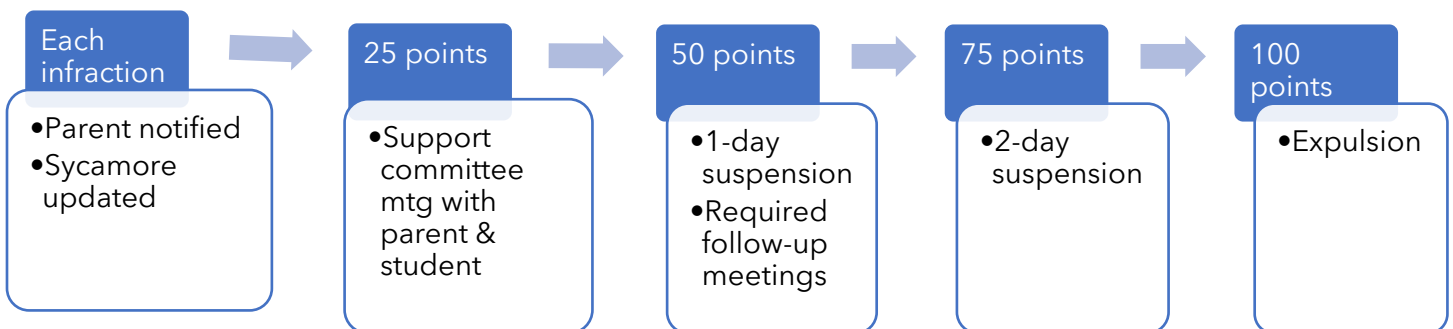 Each
infraction
•Parent notified
•Sycamore
updated
25 points
•Support
committee
mtg with
parent &
student
50 points
•1-day
suspension
•Required
follow-up
meetings
75 points
•2-day
suspension
100
points
•Expulsion